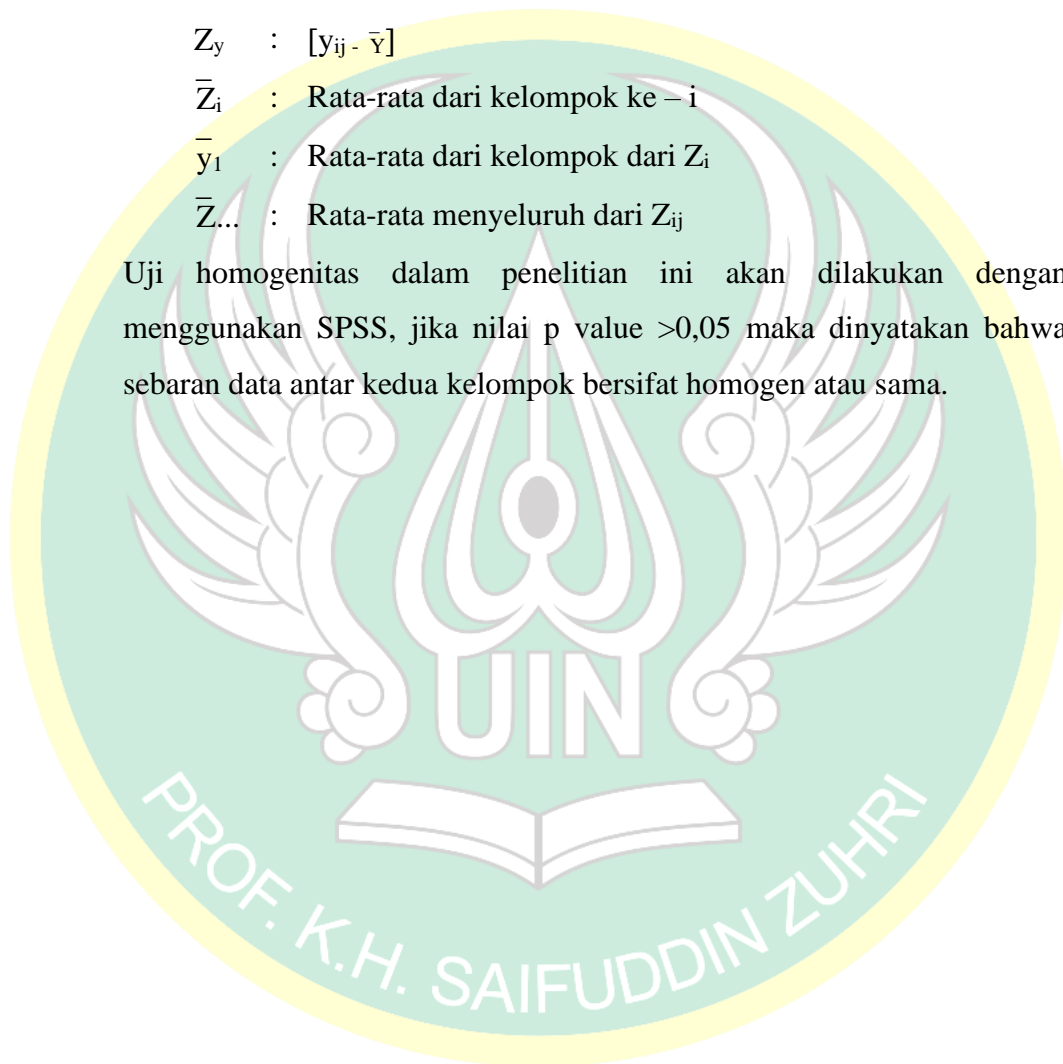 Zy : [yij - Y̅]
Z̅i : Rata-rata dari kelompok ke – i
y̅1 : Rata-rata dari kelompok dari Zi
Z̅... : Rata-rata menyeluruh dari Zij
Uji homogenitas dalam penelitian ini akan dilakukan dengan
menggunakan SPSS, jika nilai p value >0,05 maka dinyatakan bahwa
sebaran data antar kedua kelompok bersifat homogen atau sama.
UIN
PROF. K.H. SAIFUDDIN ZUHRI